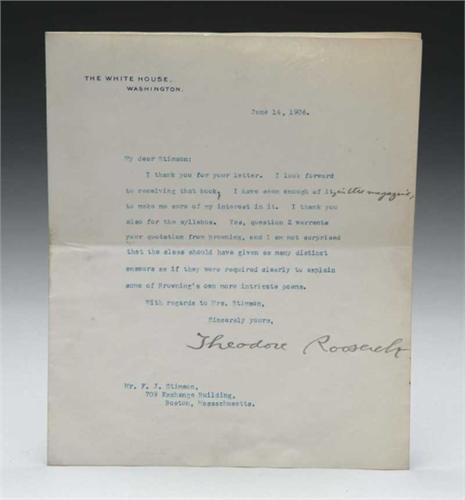 THE WHITE HOUSE.
WASHINGTON.
June 14, 1906.
My dear Stimson:
I thank you for your letter. I look forward
to receiving that book; I have seen enough of it, in the magazine,
to make me sure of my interest in it. I thank you
also for the syllabus. Yes, question 2 warrants
your quotation from Browning, and I am not surprised
that the class should have given as many distinct
answers as if they were required clearly to explain
some of Browning's own more intricate poems.
With regards to Mrs. Stimson,
Sincerely yours,
Theodore Roosevelt
Mr. F. J. Stimson,
709 Exchange Building,
Boston, Massachusetts.